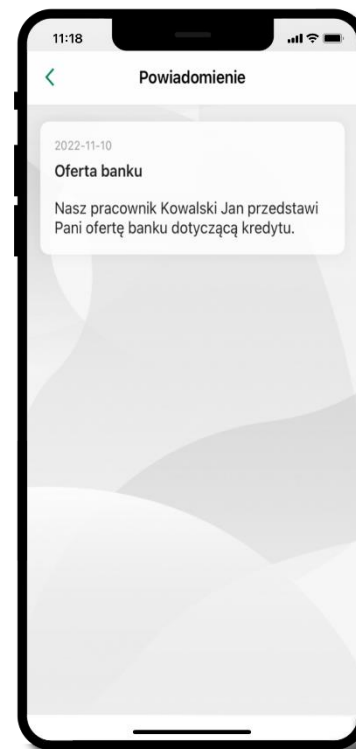 11:18
Powiadomienie
2022-11-10
Oferta banku
Nasz pracownik Kowalski Jan przedstawi
Pani ofertę banku dotyczącą kredytu.